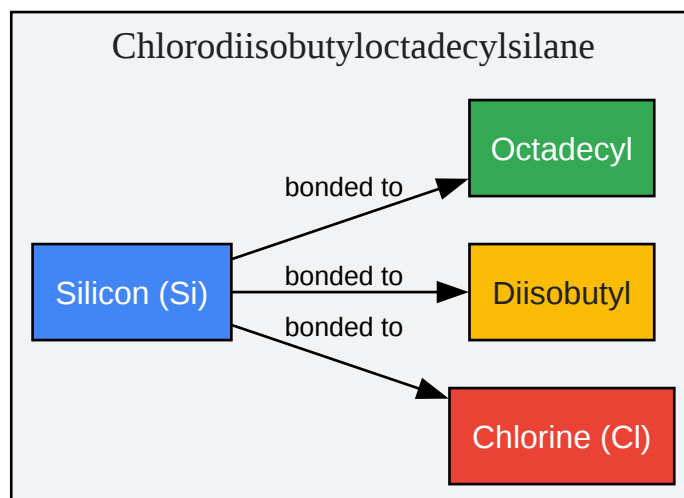 Chlorodiisobutyloctadecylsilane
Octadecyl
bonded to
Silicon (Si)
bonded to
Diisobutyl
bonded to
Chlorine (Cl)